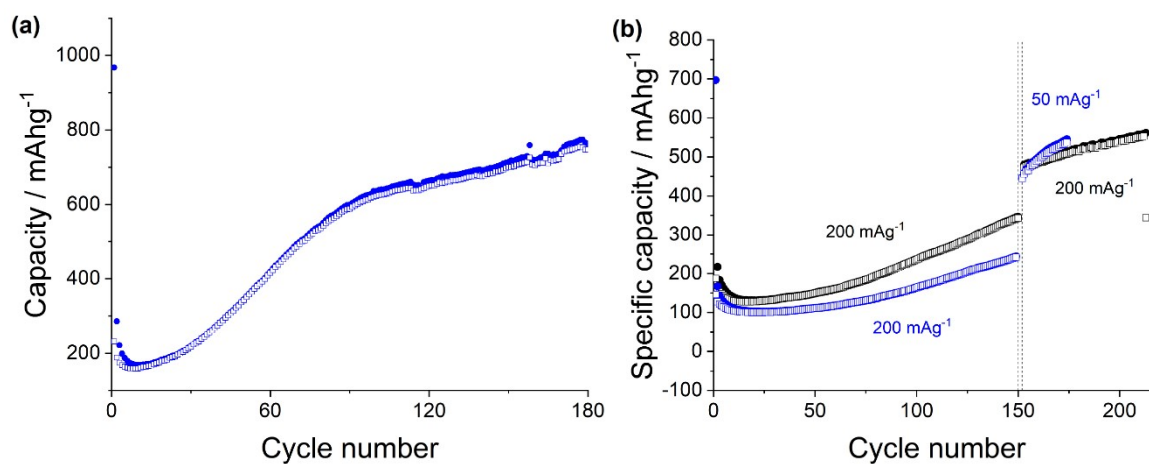 (a)
Capacity / mAhg⁻¹
1000
800
600
400
200
0
60
120
180
Cycle number
(b)
Specific capacity / mAhg⁻¹
800
700
600
500
400
300
200
100
0
-100
50 mAg⁻¹
200 mAg⁻¹
200 mAg⁻¹
200 mAg⁻¹
0
50
100
150
200
Cycle number